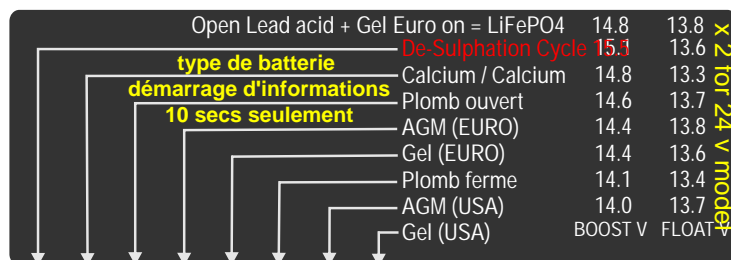 Open Lead acid + Gel Euro on = LiFePO4 14.8 13.8
De-Sulphation Cycle 15.5 15.1 13.6
type de batterie
Calcium / Calcium 14.8 13.3
démarrage d'informations
Plomb ouvert 14.6 13.7
10 secs seulement
AGM (EURO) 14.4 13.8
Gel (EURO) 14.4 13.6
Plomb ferme 14.1 13.4
AGM (USA) 14.0 13.7
Gel (USA) BOOST V FLOAT V
x 2 for 24 v model